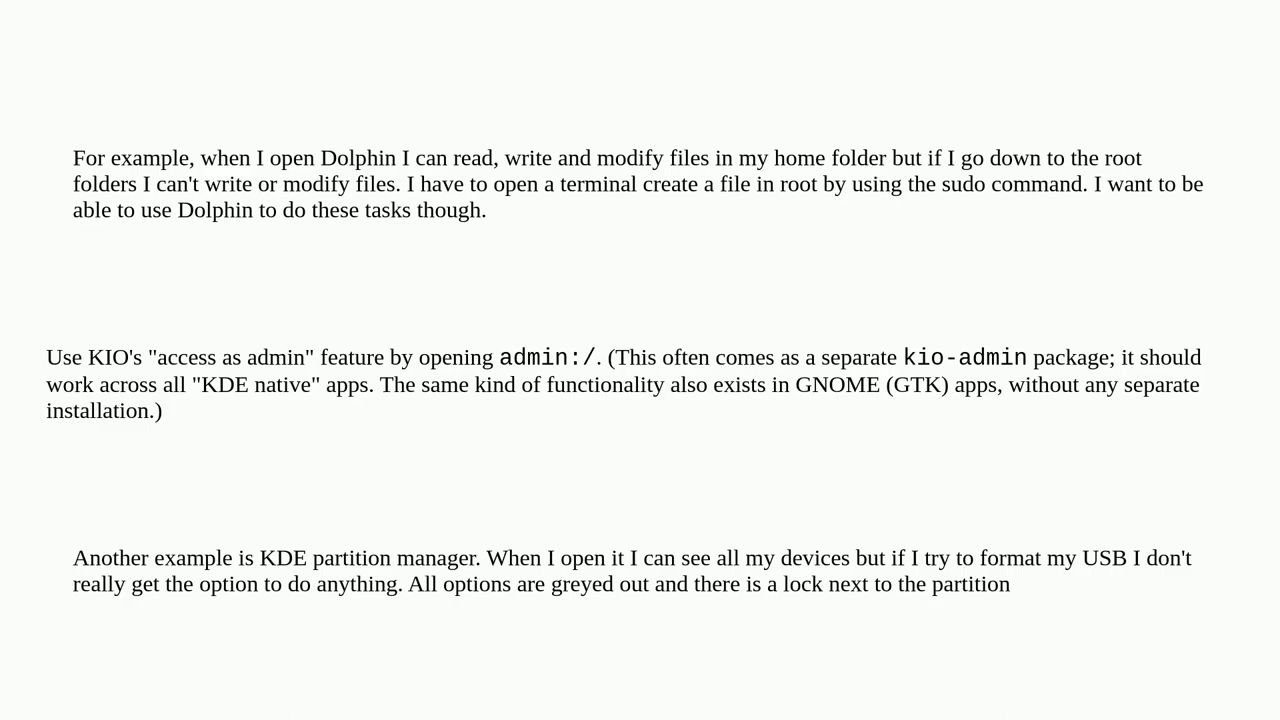 For example, when I open Dolphin I can read, write and modify files in my home folder but if I go down to the root
folders I can't write or modify files. I have to open a terminal create a file in root by using the sudo command. I want to be
able to use Dolphin to do these tasks though.
Use KIO's "access as admin" feature by opening admin:/. (This often comes as a separate kio-admin package; it should
work across all "KDE native" apps. The same kind of functionality also exists in GNOME (GTK) apps, without any separate
installation.)
Another example is KDE partition manager. When I open it I can see all my devices but if I try to format my USB I don't
really get the option to do anything. All options are greyed out and there is a lock next to the partition